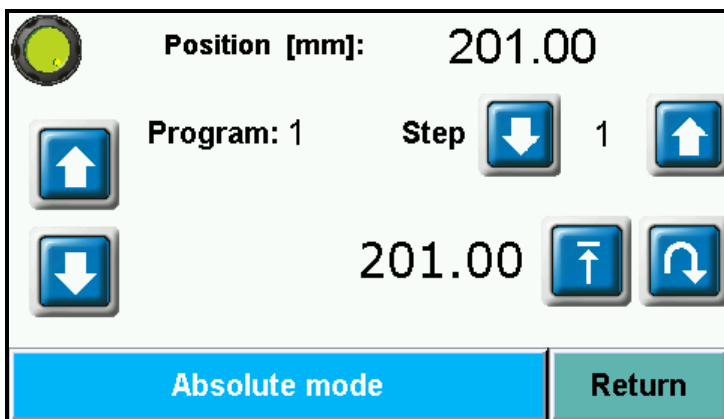 Position [mm]: 201.00
Program: 1 Step 1
201.00
Absolute mode Return